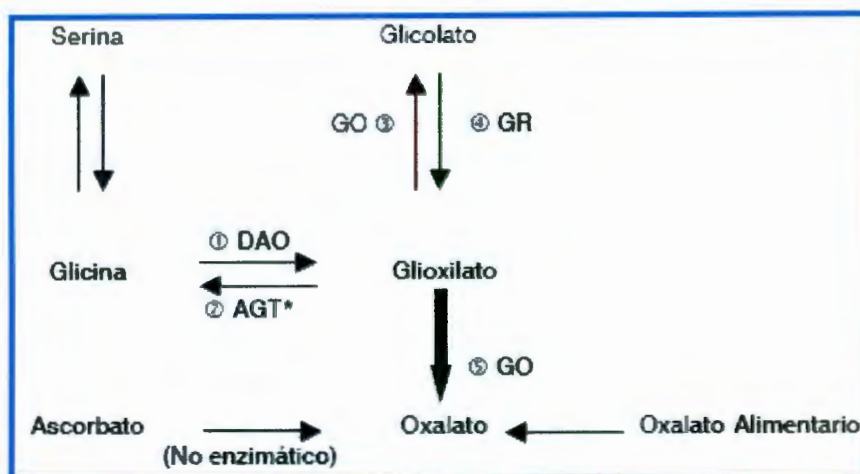 Serina Glicolato
GO ③ ④ GR
① DAO
Glicina Glioxilato
② AGT*
⑤ GO
Ascorbato Oxalato Oxalato Alimentario
(No enzimático)